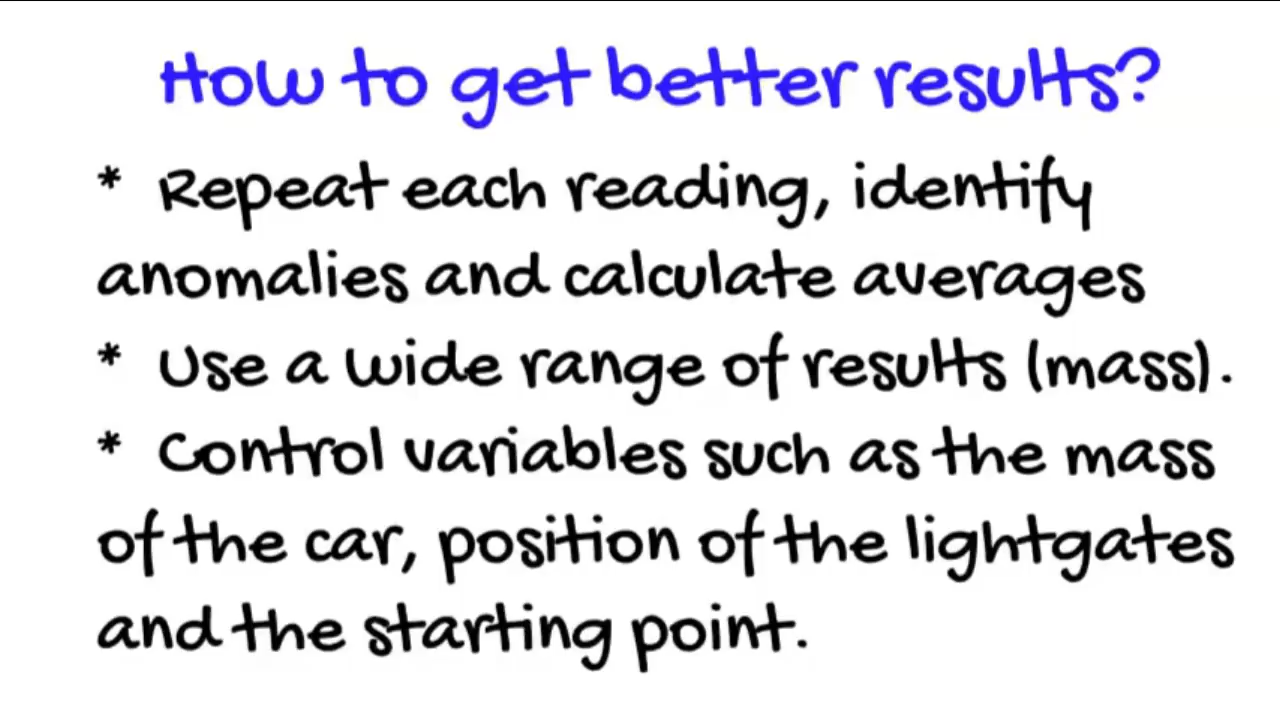 How to get better results?
* Repeat each reading, identify
anomalies and calculate averages
* Use a wide range of results (mass).
* Control variables such as the mass
of the car, position of the lightgates
and the starting point.